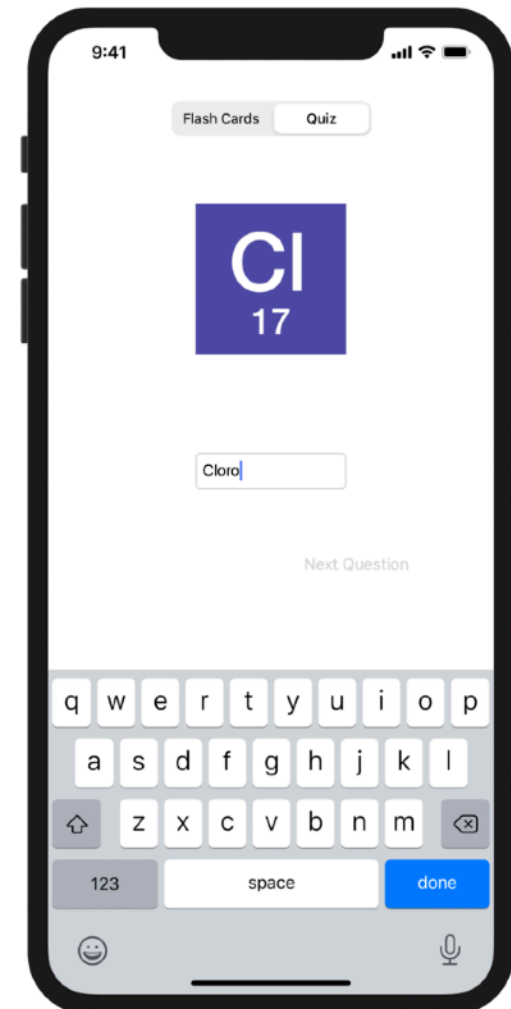 9:41
Flash Cards Quiz
Cl
17
Cloro
Next Question
q w e r t y u i o p
a s d f g h j k l
z x c v b n m
123 space done